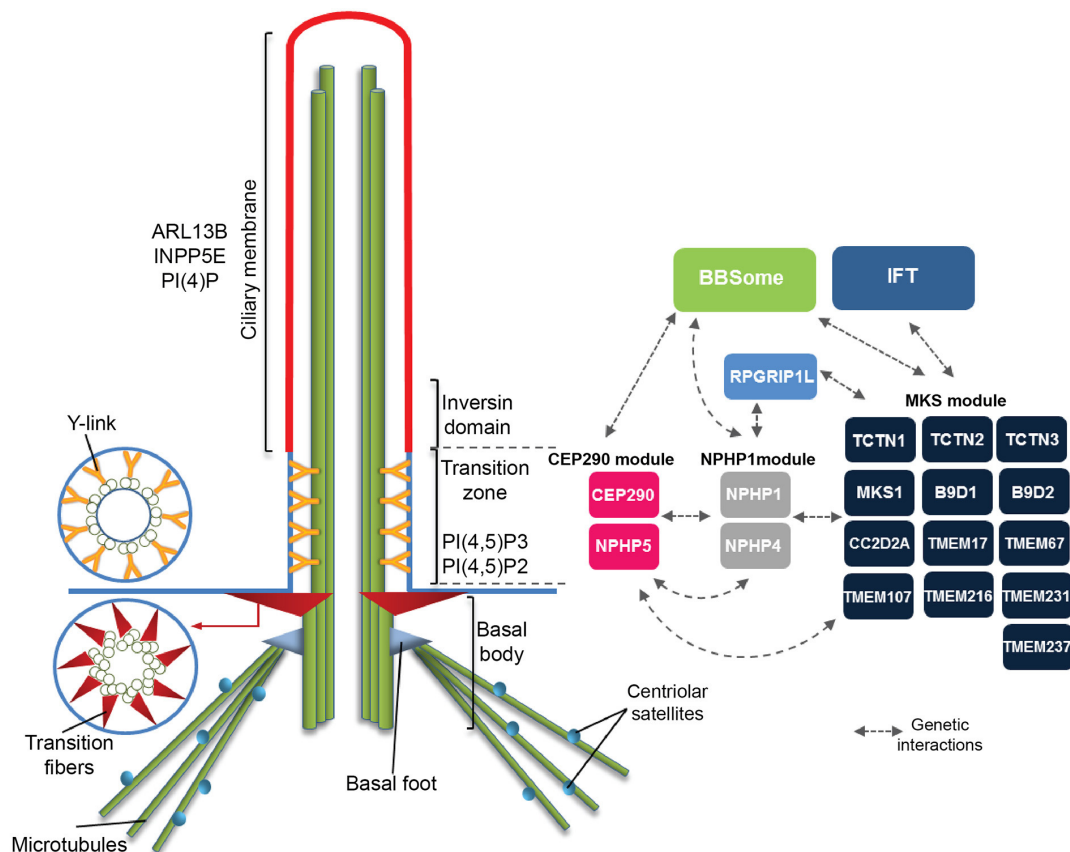 ARL13B
INPP5E
PI(4)P
Ciliary membrane
Inversin
domain
Y-link
Transition
zone
PI(4,5)P3
PI(4,5)P2
Basal
body
Transition
fibers
Basal foot
Centriolar
satellites
Microtubules
BBSome
IFT
RPGRIP1L
MKS module
TCTN1
TCTN2
TCTN3
CEP290 module
NPHP1module
CEP290
NPHP1
MKS1
B9D1
B9D2
NPHP5
NPHP4
CC2D2A
TMEM17
TMEM67
TMEM107
TMEM216
TMEM231
TMEM237
Genetic
interactions